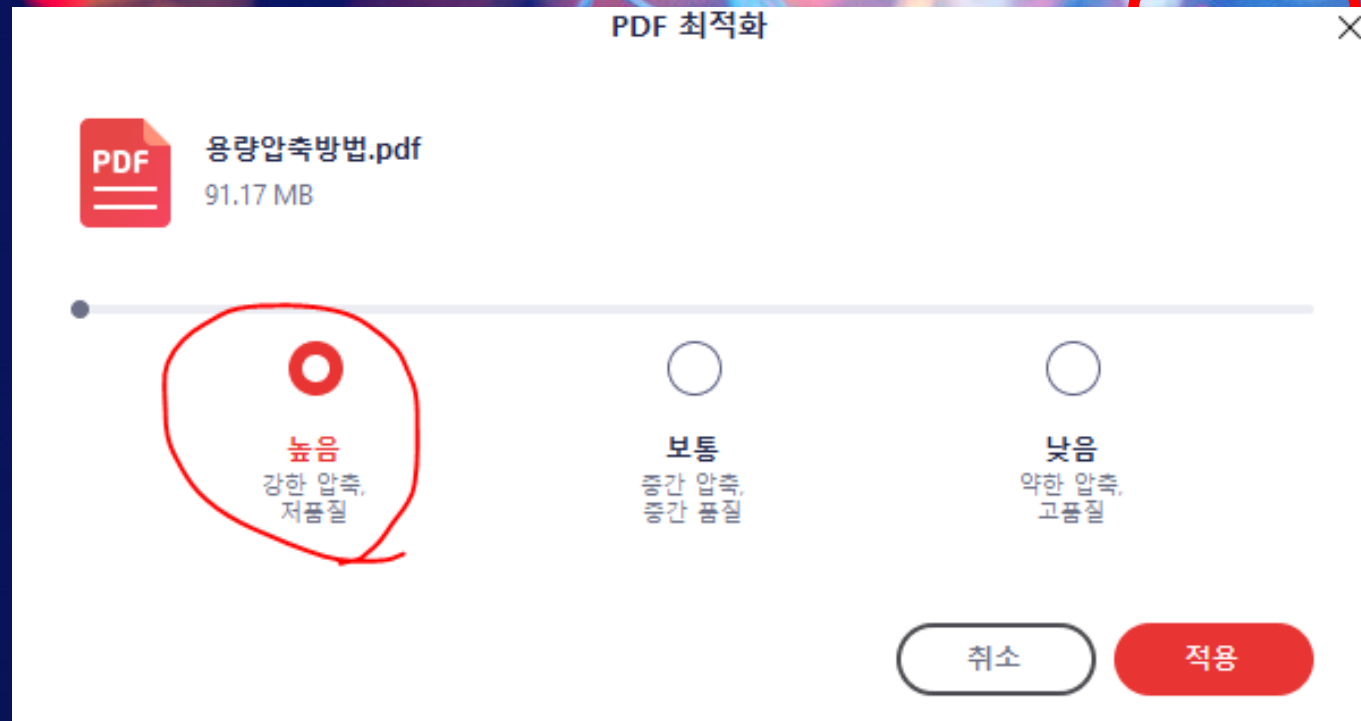 PDF 최적화
PDF
용량압축방법.pdf
91.17 MB
높음
강한 압축,
저품질
보통
중간 압축,
중간 품질
낮음
약한 압축,
고품질
취소
적용